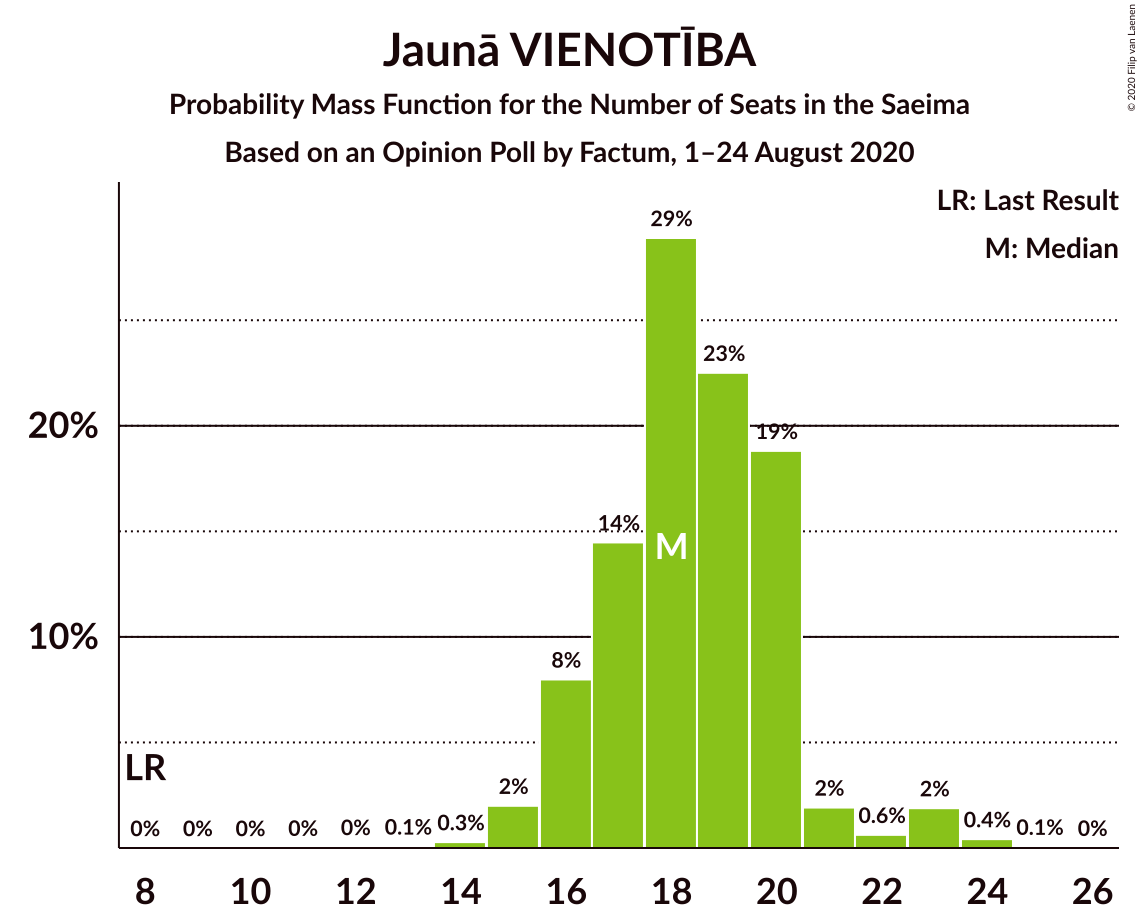 Jaunā VIENOTĪBA
Probability Mass Function for the Number of Seats in the Saeima
Based on an Opinion Poll by Factum, 1–24 August 2020
© 2020 Filip van Laenen
LR: Last Result
M: Median
20%
10%
LR
M
0% 0% 0% 0% 0% 0.1% 0.3% 2% 8% 14% 29% 23% 19% 2% 0.6% 2% 0.4% 0.1% 0%
8 10 12 14 16 18 20 22 24 26